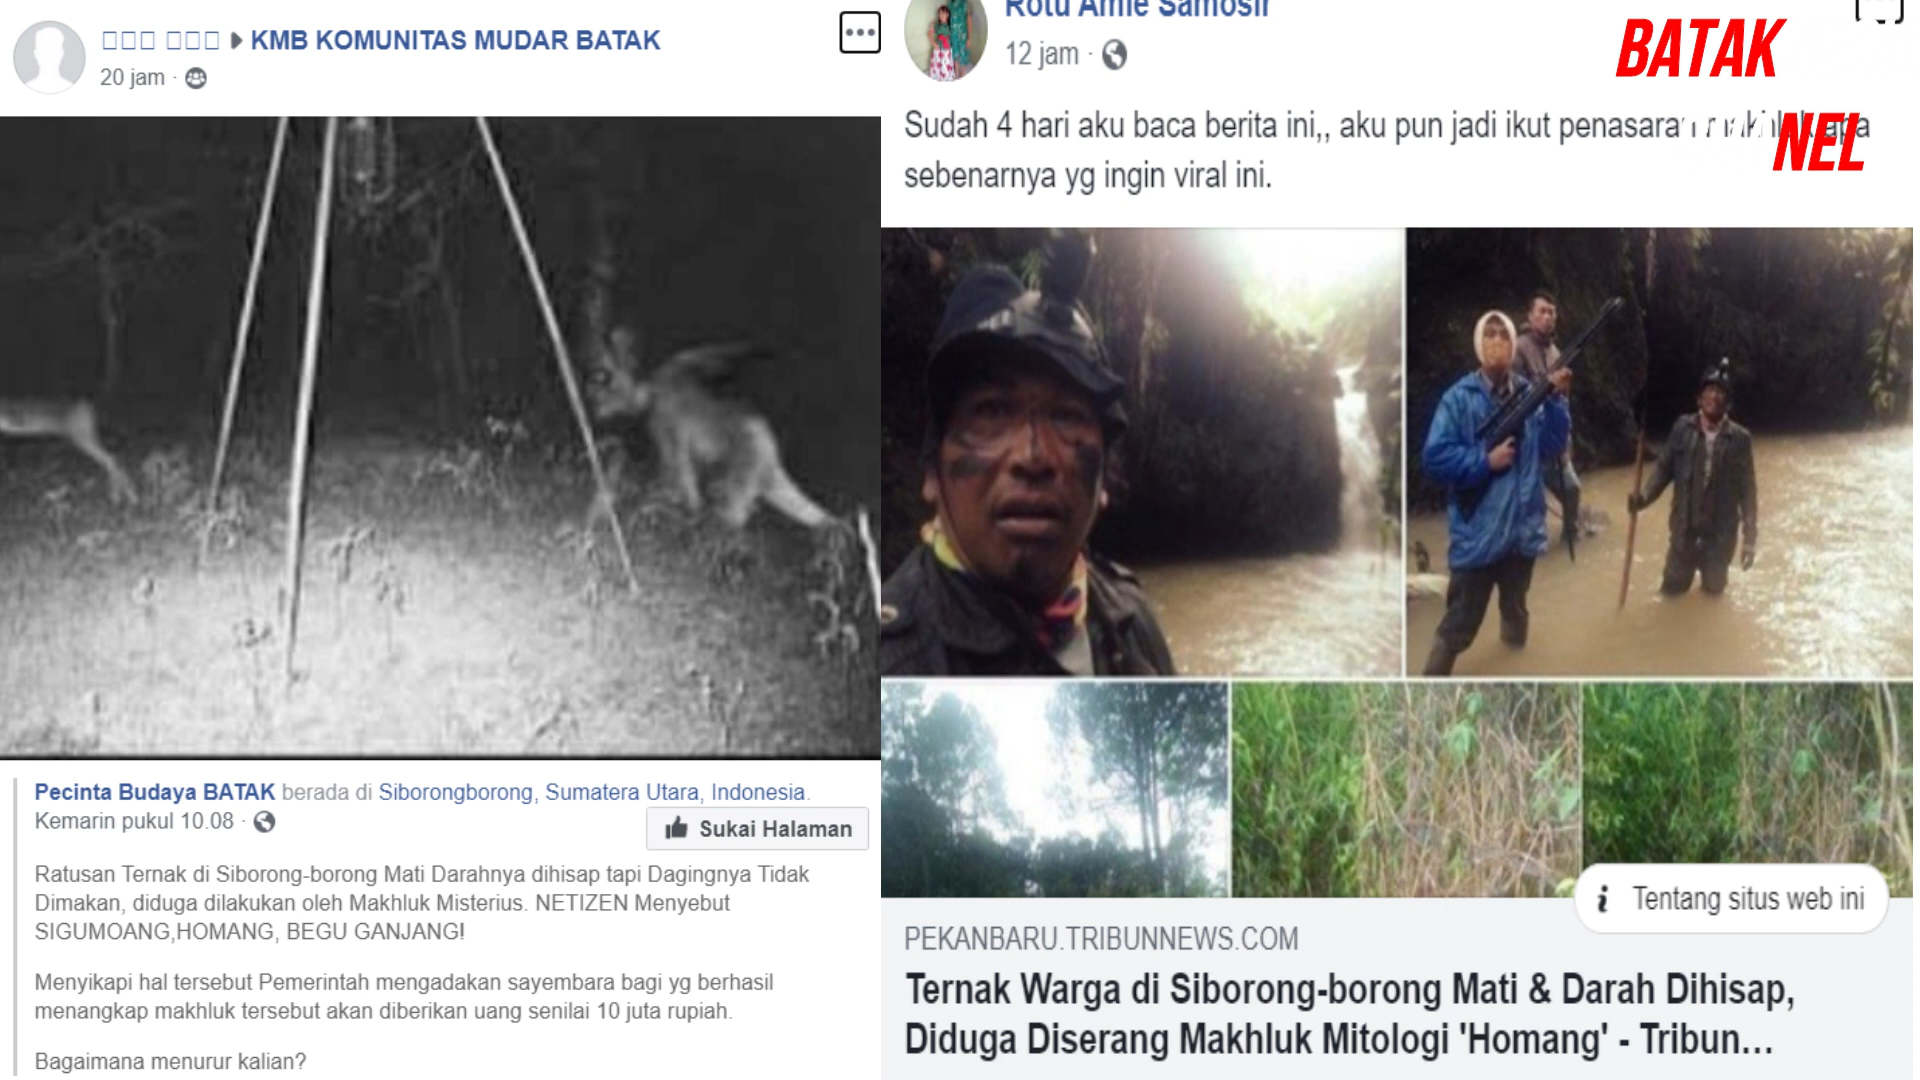 KMB KOMUNITAS MUDAR BATAK
20 jam ·
Pecinta Budaya BATAK berada di Siborongborong, Sumatera Utara, Indonesia.
Kemarin pukul 10.08 ·
Sukai Halaman
Ratusan Ternak di Siborong-borong Mati Darahnya dihisap tapi Dagingnya Tidak
Dimakan, diduga dilakukan oleh Makhluk Misterius. NETIZEN Menyebut
SIGUMOANG,HOMANG, BEGU GANJANG!
Menyikapi hal tersebut Pemerintah mengadakan sayembara bagi yg berhasil
menangkap makhluk tersebut akan diberikan uang senilai 10 juta rupiah.
Bagaimana menurur kalian?
Rotu Amie Samosir
12 jam ·
BATAK
NEL
Sudah 4 hari aku baca berita ini,, aku pun jadi ikut penasaran apa
sebenarnya yg ingin viral ini.
Tentang situs web ini
PEKANBARU.TRIBUNNEWS.COM
Ternak Warga di Siborong-borong Mati & Darah Dihisap,
Diduga Diserang Makhluk Mitologi 'Homang' - Tribun...